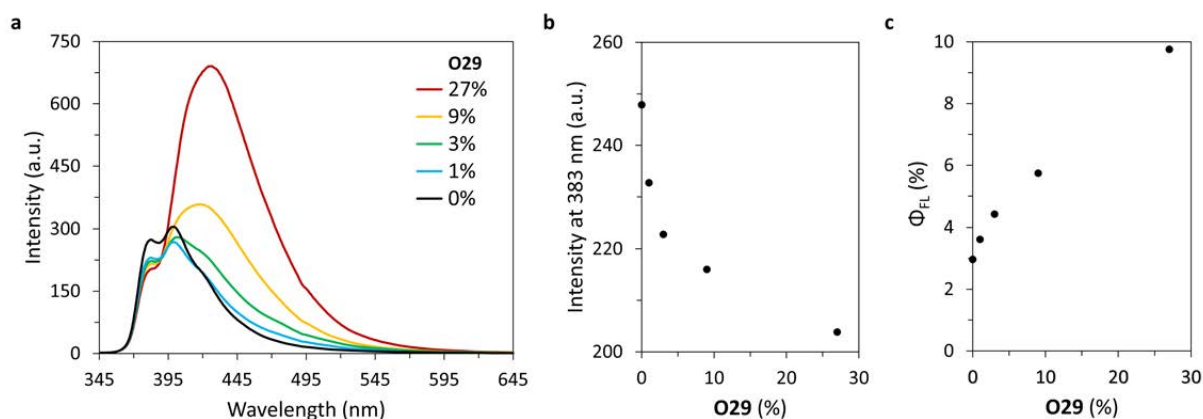 a
750
600
450
300
150
0
345 395 445 495 545 595 645
Intensity (a.u.)
Wavelength (nm)
O29
27%
9%
3%
1%
0%
b
260
240
220
200
0 10 20 30
Intensity at 383 nm (a.u.)
O29 (%)
c
10
8
6
4
2
0
0 10 20 30
ΦFL (%)
O29 (%)